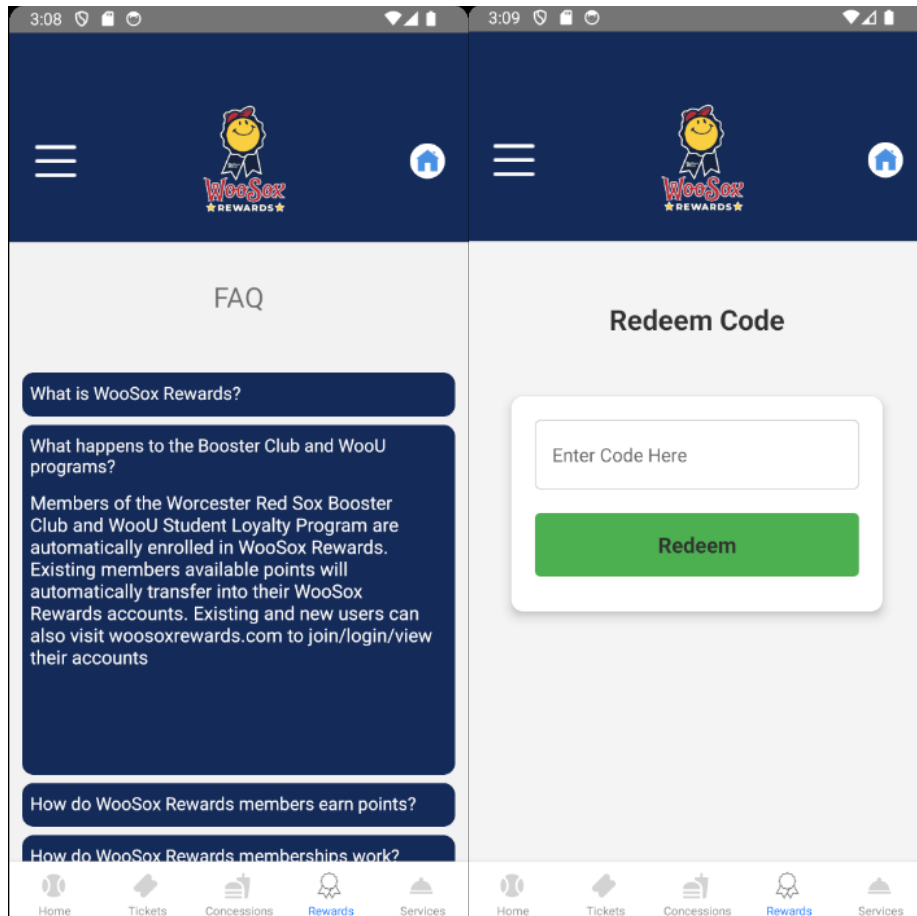 3:08
WooSox
REWARDS
FAQ
What is WooSox Rewards?
What happens to the Booster Club and WooU
programs?
Members of the Worcester Red Sox Booster
Club and WooU Student Loyalty Program are
automatically enrolled in WooSox Rewards.
Existing members available points will
automatically transfer into their WooSox
Rewards accounts. Existing and new users can
also visit woosoxrewards.com to join/login/view
their accounts
How do WooSox Rewards members earn points?
How do WooSox Rewards memberships work?
Home
Tickets
Concessions
Rewards
Services
3:09
WooSox
REWARDS
Redeem Code
Enter Code Here
Redeem
Home
Tickets
Concessions
Rewards
Services